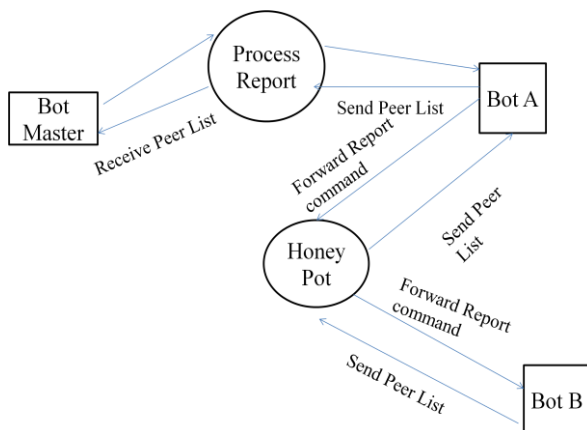 Process
Report
Bot
Master
Bot A
Send Peer List
Receive Peer List
Forward Report
command
Send Peer
List
Honey
Pot
Forward Report
command
Send Peer List
Bot B